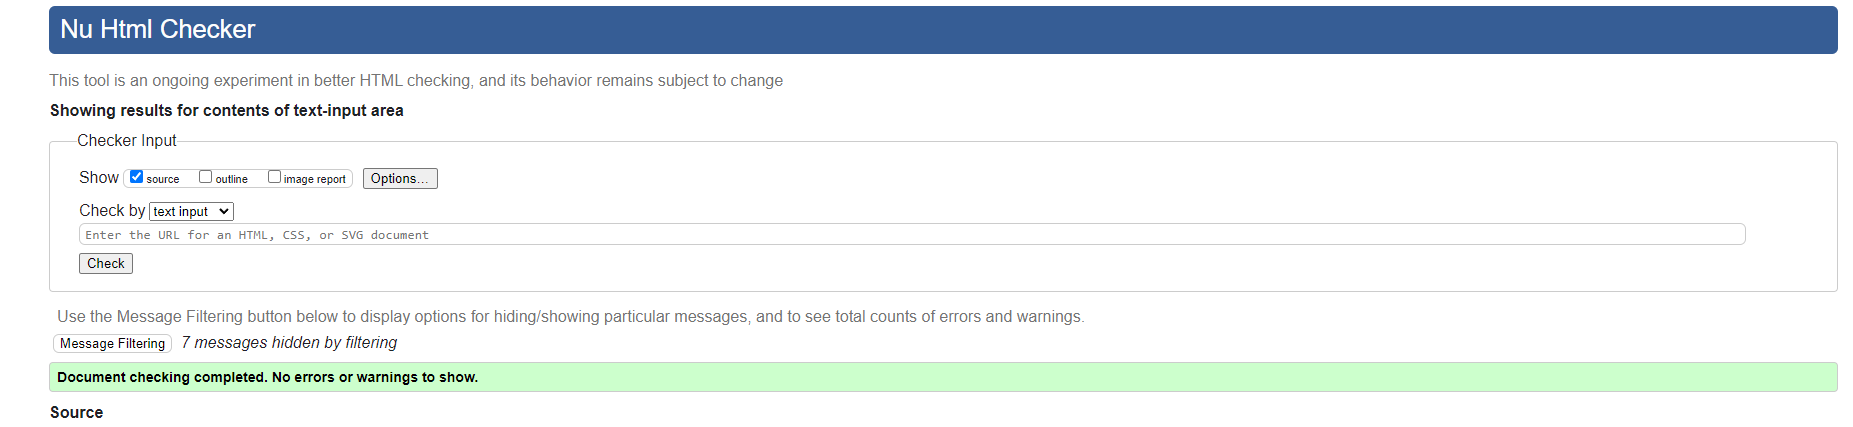 Nu Html Checker
This tool is an ongoing experiment in better HTML checking, and its behavior remains subject to change
Showing results for contents of text-input area
Checker Input
Show source outline image report Options...
Check by text input
Enter the URL for an HTML, CSS, or SVG document
Check
Use the Message Filtering button below to display options for hiding/showing particular messages, and to see total counts of errors and warnings.
Message Filtering 7 messages hidden by filtering
Document checking completed. No errors or warnings to show.
Source